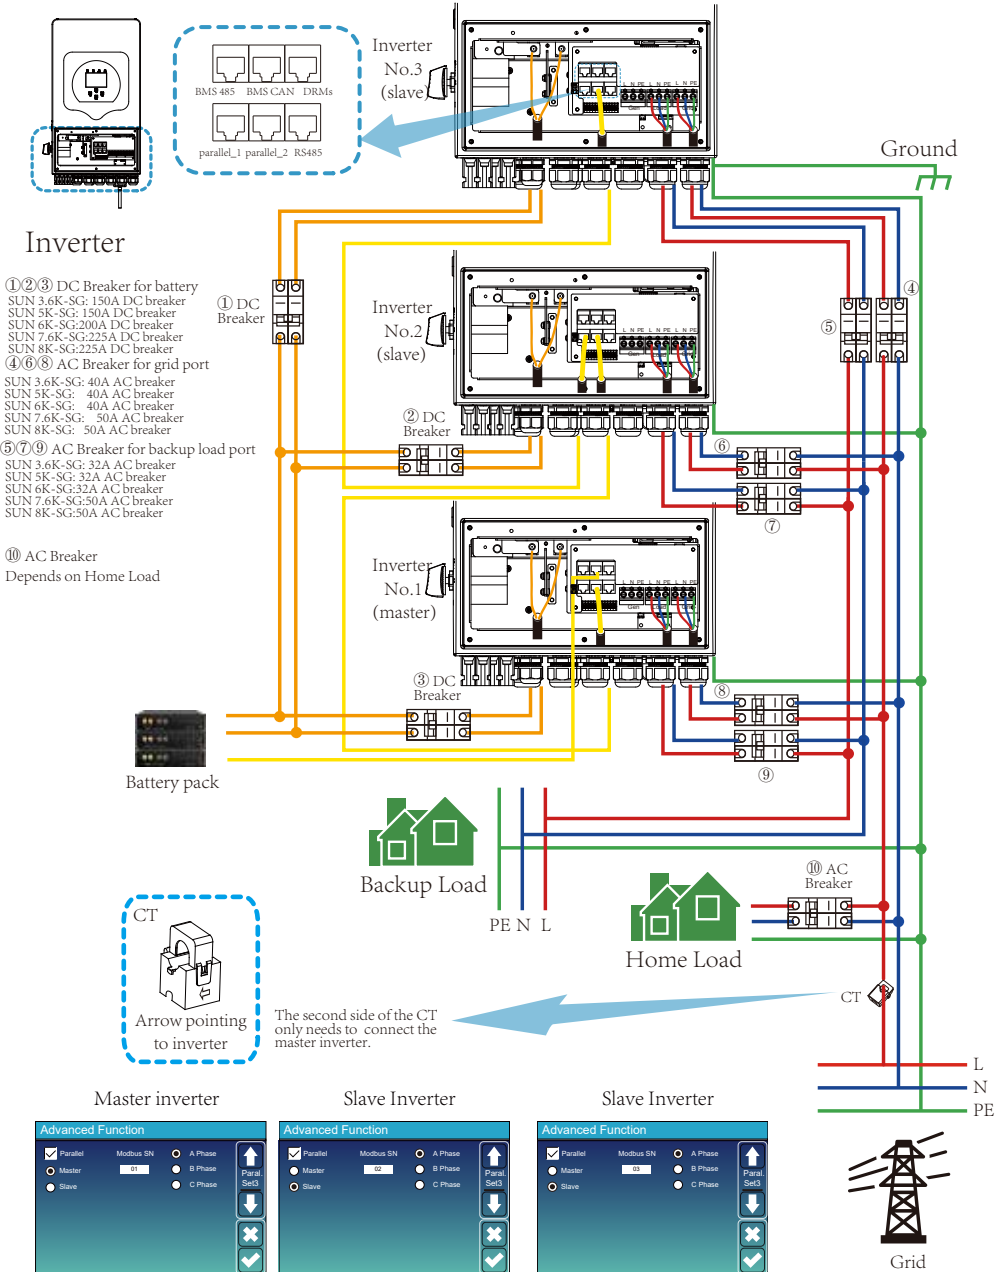 BMS 485 BMS CAN DRMs
parallel_1 parallel_2 RS485
Inverter
No.3
(slave)
L N PE L N PE
Gen
Ground
Inverter
①②③ DC Breaker for battery
SUN 3.6K-SG: 150A DC breaker
SUN 5K-SG: 150A DC breaker
SUN 6K-SG:200A DC breaker
SUN 7.6K-SG:225A DC breaker
SUN 8K-SG:225A DC breaker
④⑥⑧ AC Breaker for grid port
SUN 3.6K-SG: 40A AC breaker
SUN 5K-SG: 40A AC breaker
SUN 6K-SG: 40A AC breaker
SUN 7.6K-SG: 50A AC breaker
SUN 8K-SG: 50A AC breaker
⑤⑦⑨ AC Breaker for backup load port
SUN 3.6K-SG: 32A AC breaker
SUN 5K-SG: 32A AC breaker
SUN 6K-SG:32A AC breaker
SUN 7.6K-SG:50A AC breaker
SUN 8K-SG:50A AC breaker
⑩ AC Breaker
Depends on Home Load
① DC
Breaker
④
⑤
Inverter
No.2
(slave)
L N PE L N PE
② DC
Breaker
⑥
⑦
Inverter
No.1
(master)
L N PE L N PE
Gen
③ DC
Breaker
⑧
⑨
Battery pack
Backup Load
PE N L
⑩ AC
Breaker
Home Load
CT
Arrow pointing
to inverter
The second side of the CT
only needs to connect the
master inverter.
CT
L
N
PE
Grid
Master inverter
Advanced Function
Parallel Modbus SN A Phase
Master 01 B Phase
Slave C Phase
Paral.
Set3
Slave Inverter
Advanced Function
Parallel Modbus SN A Phase
Master 02 B Phase
Slave C Phase
Paral.
Set3
Slave Inverter
Advanced Function
Parallel Modbus SN A Phase
Master 03 B Phase
Slave C Phase
Paral.
Set3